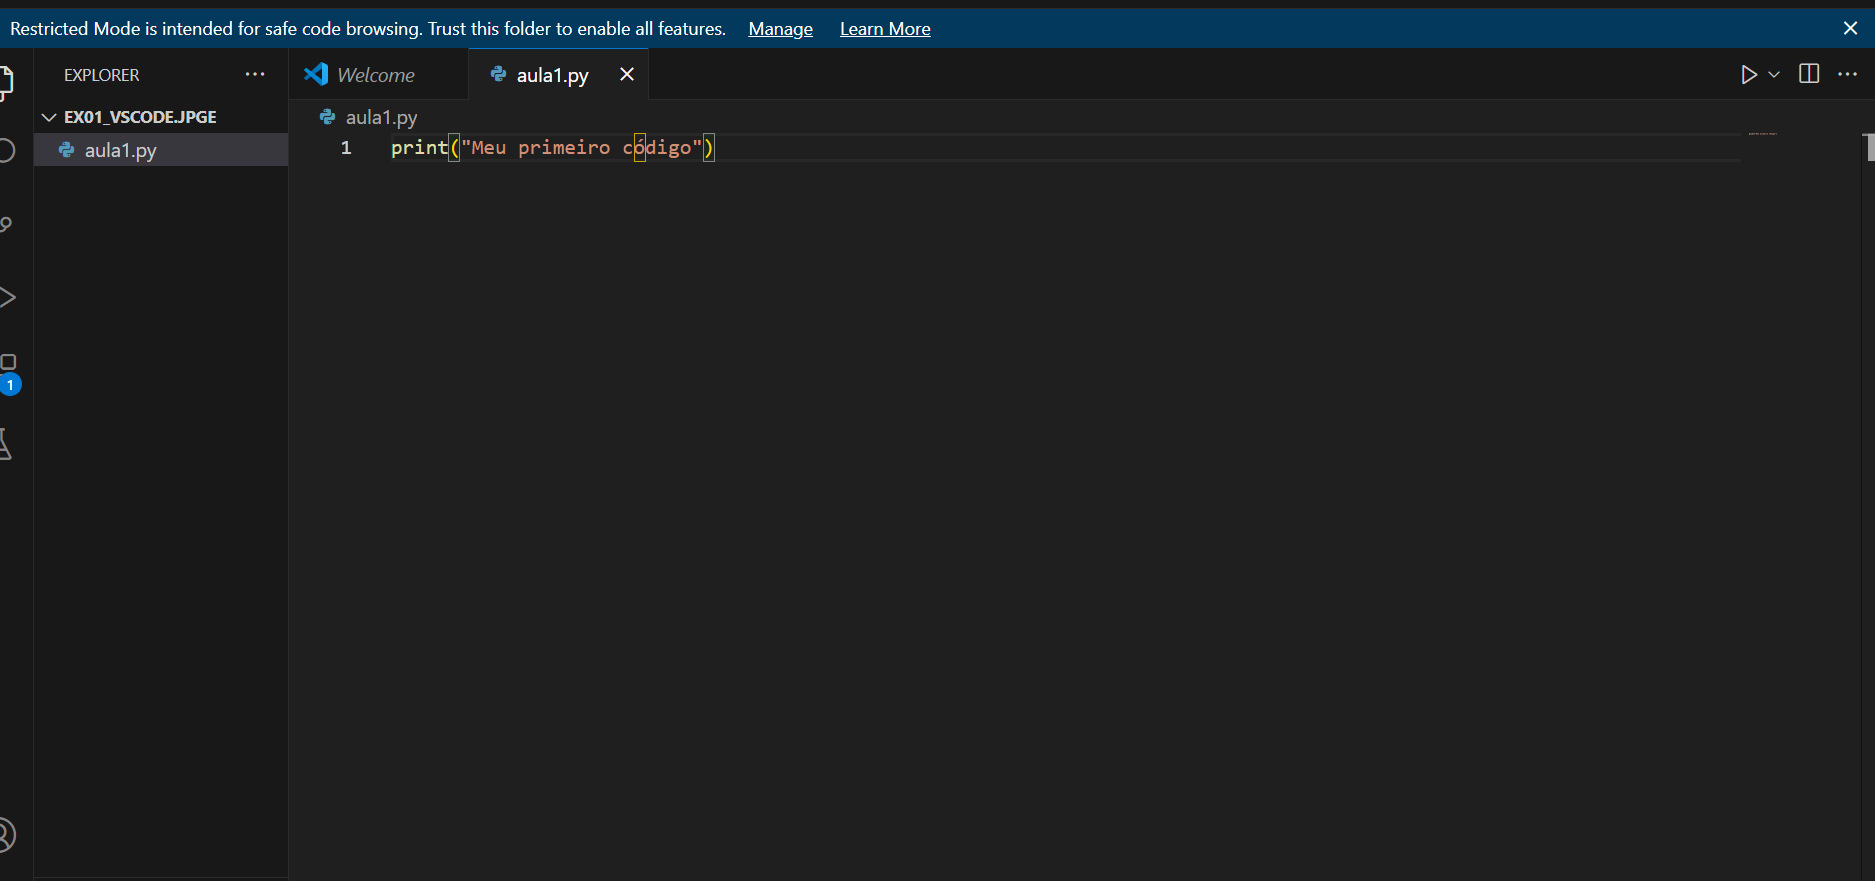 Restricted Mode is intended for safe code browsing. Trust this folder to enable all features. Manage Learn More
EXPLORER
EX01_VSCODE.JPGE
aula1.py
1
Welcome
aula1.py
aula1.py
1 print("Meu primeiro código")